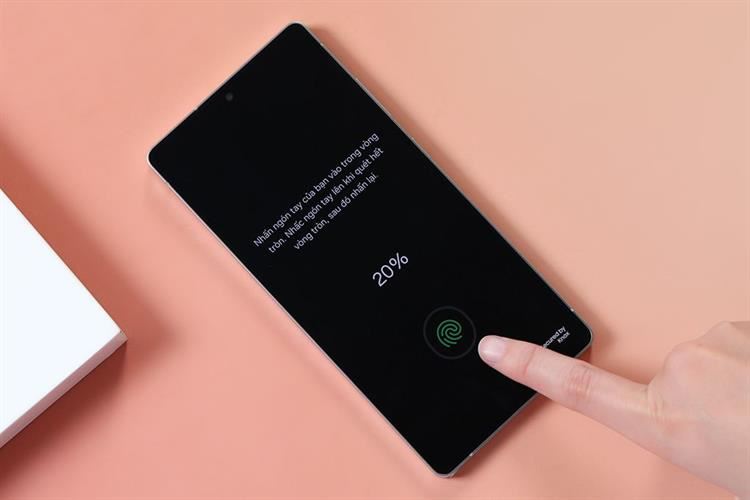 Nhấn ngón tay của bạn vào trong vòng
tròn. Nhấc ngón tay lên khi quét hết
vòng tròn, sau đó nhấn lại.
20%
by
Knox